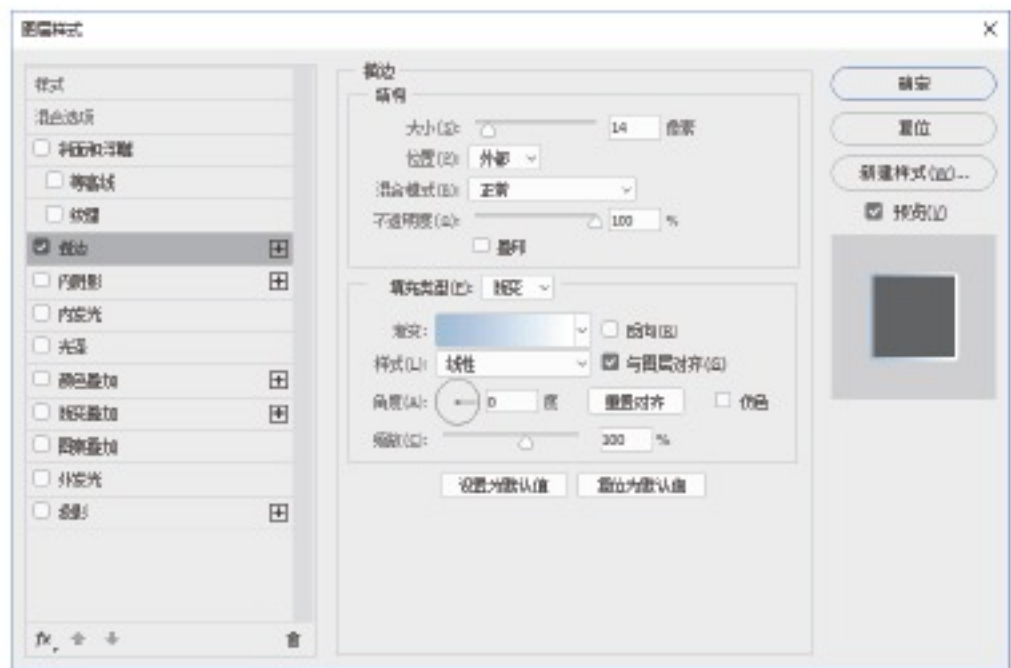 图层样式
样式
混合选项
斜面和浮雕
等高线
纹理
描边
内阴影
内发光
光泽
颜色叠加
渐变叠加
图案叠加
外发光
投影
fx
描边
结构
大小(S): 14 像素
位置(P): 外部
混合模式(B): 正常
不透明度(O): 100 %
叠印
填充类型(F): 渐变
渐变: 反向(R)
样式(L): 线性 与图层对齐(G)
角度(A): 0 度 重置对齐 仿色
缩放(C): 100 %
设置为默认值 复位为默认值
确定
复位
新建样式(W)...
预览(V)